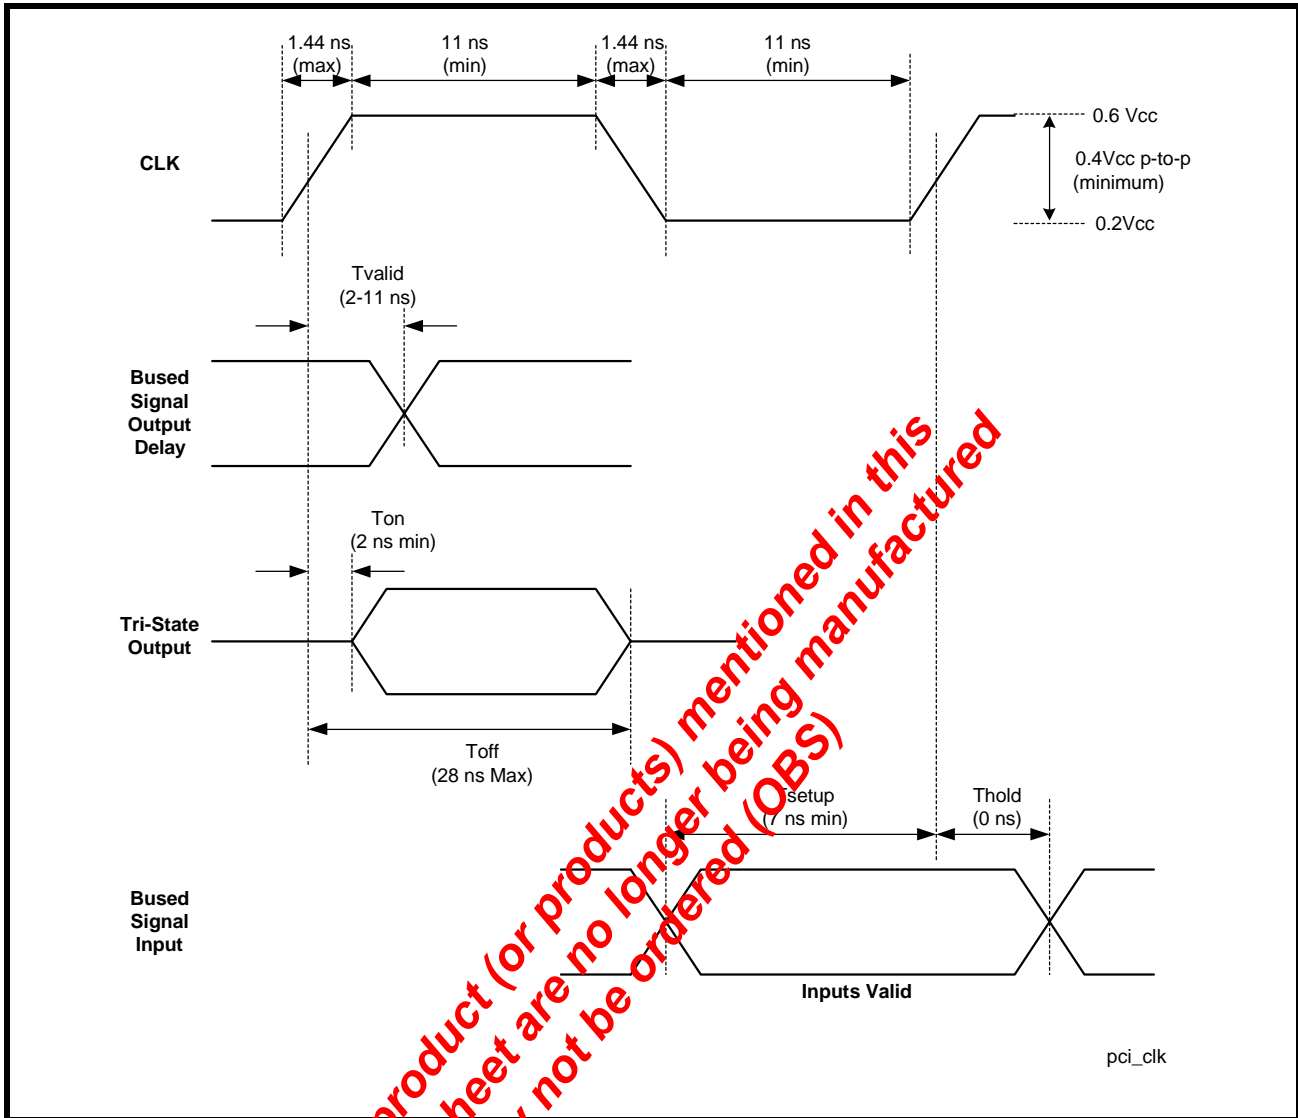 1.44 ns
(max)
11 ns
(min)
1.44 ns
(max)
11 ns
(min)
CLK
0.6 Vcc
0.4Vcc p-to-p
(minimum)
0.2Vcc
Tvalid
(2-11 ns)
Bused
Signal
Output
Delay
Ton
(2 ns min)
Tri-State
Output
Toff
(28 ns Max)
Tsetup
(7 ns min)
Thold
(0 ns)
Bused
Signal
Input
Inputs Valid
pci_clk
product (or products) mentioned in this
sheet are no longer being manufactured
not be ordered (OBS)